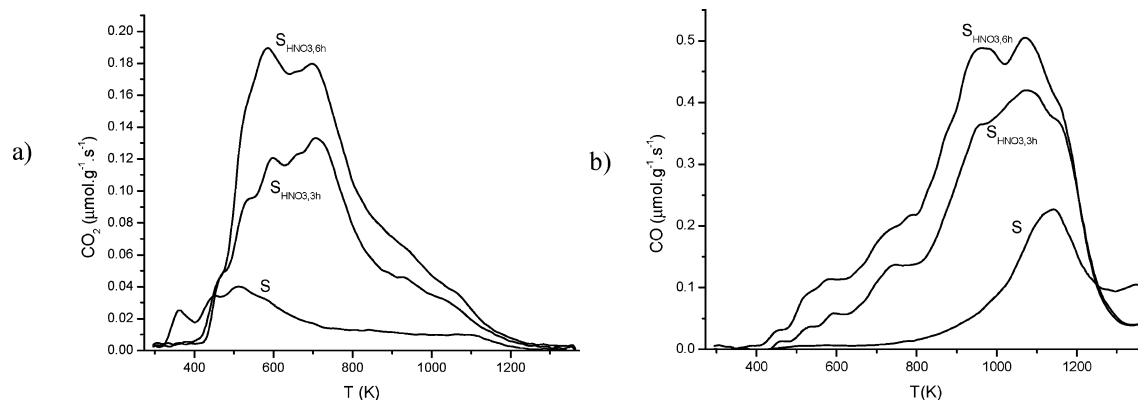 a)
CO2 (μmol.g-1.s-1)
0.20
0.18
0.16
0.14
0.12
0.10
0.08
0.06
0.04
0.02
0.00
SHNO3,6h
SHNO3,3h
S
400 600 800 1000 1200
T (K)
b)
CO (μmol.g-1.s-1)
0.5
0.4
0.3
0.2
0.1
0.0
SHNO3,6h
SHNO3,3h
S
400 600 800 1000 1200
T(K)